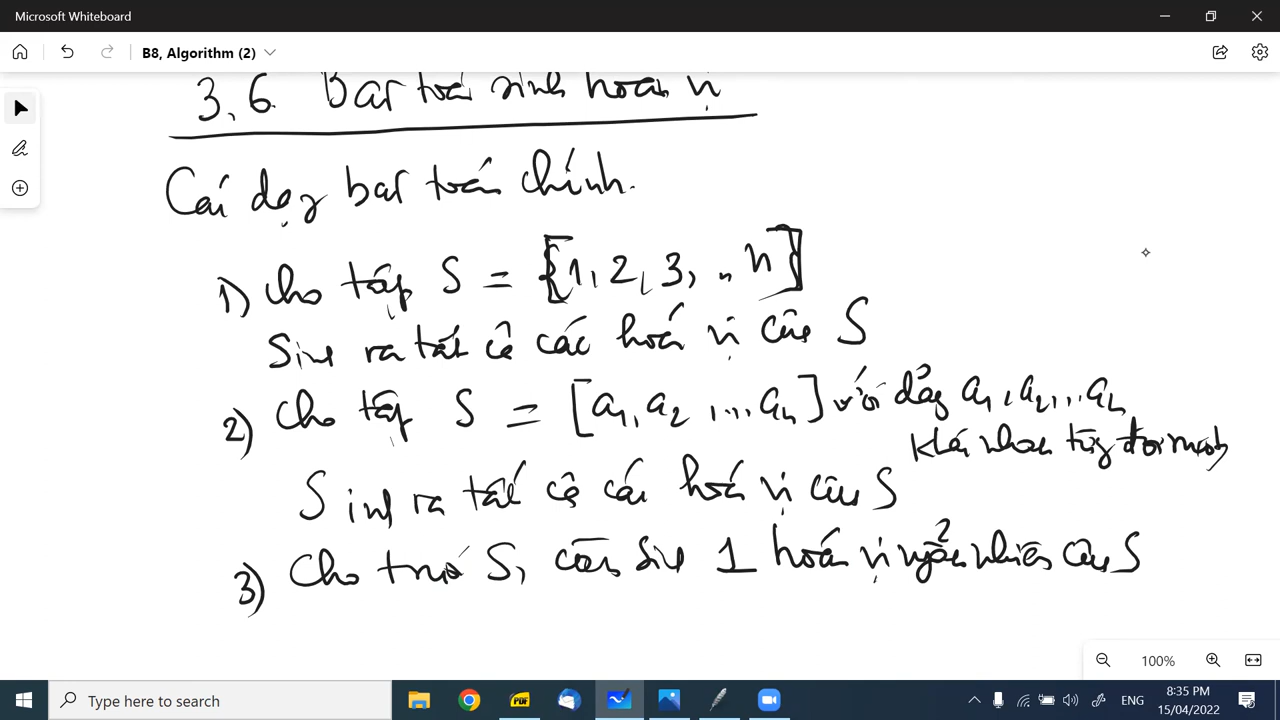 Microsoft Whiteboard
B8, Algorithm (2)
3.6. Bài toán sinh hoán vị
Các dạng bài toán chính.
1) Cho tập S = {1, 2, 3, .. n}
Sinh ra tất cả các hoán vị của S
2) Cho tập S = [a1, a2, ... an] với dãy a1, a2, .. an
khác nhau từng đôi một
Sinh ra tất cả các hoán vị của S
3) Cho trước S, cần sinh 1 hoán vị ngẫu nhiên của S
100%
Type here to search
PDF
ENG
8:35 PM
15/04/2022